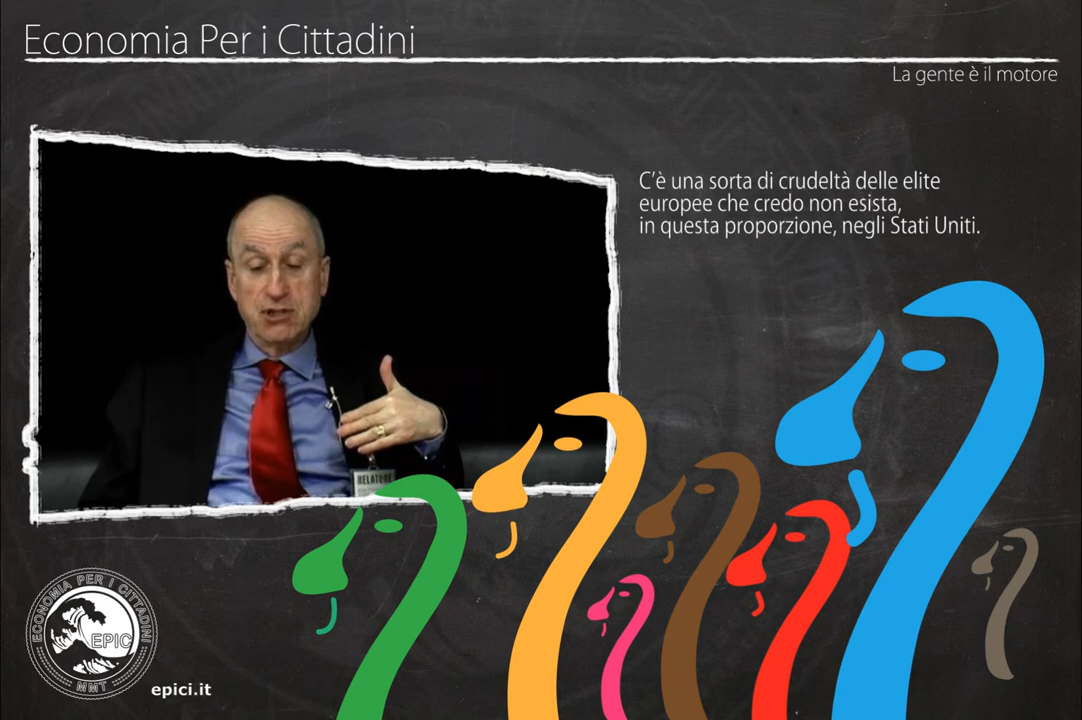 Economia Per i Cittadini
La gente è il motore
C'è una sorta di crudeltà delle elite
europee che credo non esista,
in questa proporzione, negli Stati Uniti.
RELATORE
ECONOMIA PER I CITTADINI
EPIC
MMT
epici.it